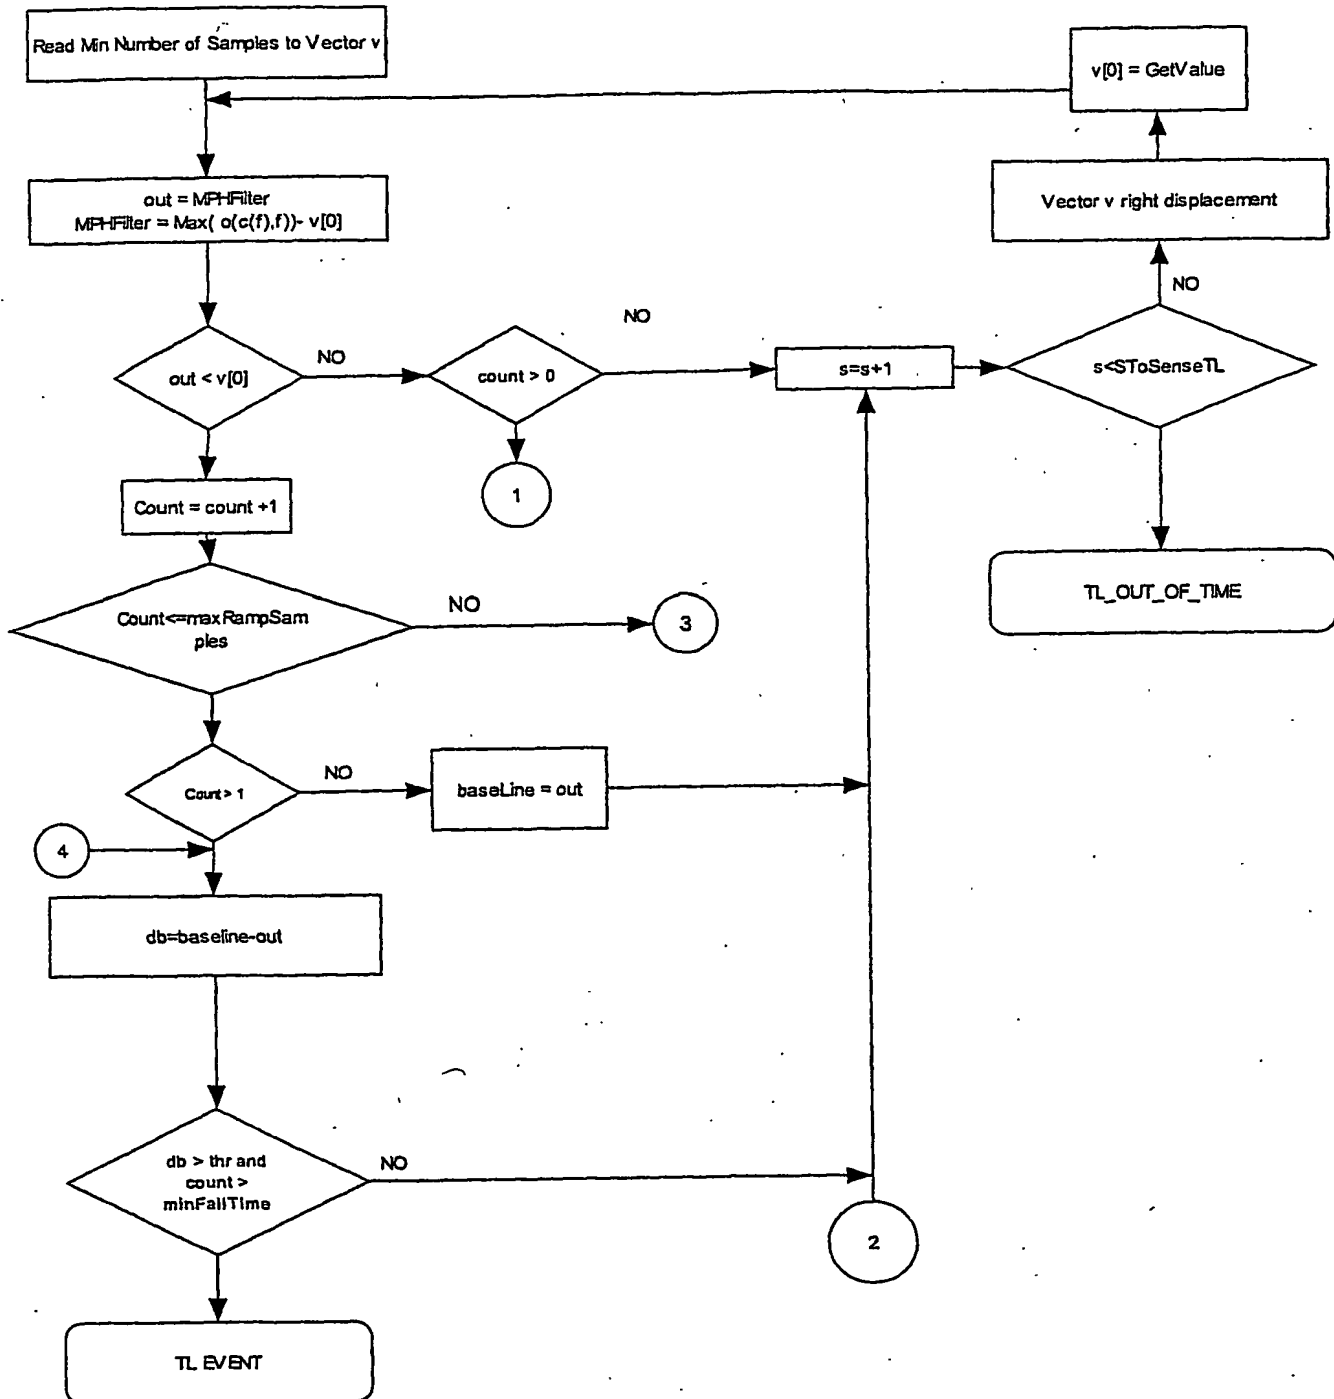 Read Min Number of Samples to Vector v
v[0] = GetValue
out = MPHFilter
MPHFilter = Max( o(c(f),f))- v[0]
Vector v right displacement
NO
out < v[0]
NO
count > 0
NO
s=s+1
s<SToSenseTL
Count = count +1
1
TL_OUT_OF_TIME
Count<=maxRampSam
ples
NO
3
Count > 1
NO
baseLine = out
4
db=baseline-out
db > thr and
count >
minFallTime
NO
2
TL EVENT